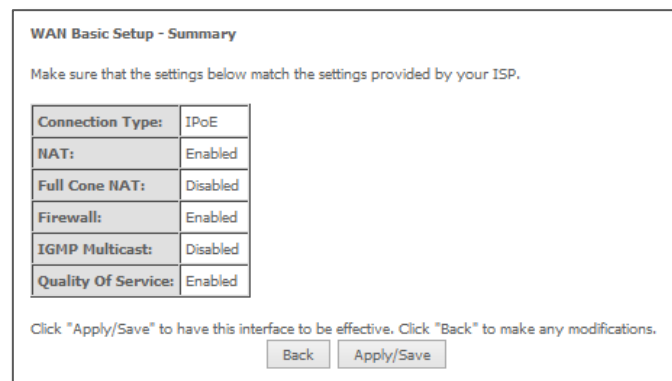 WAN Basic Setup - Summary
Make sure that the settings below match the settings provided by your ISP.
Connection Type: IPoE
NAT: Enabled
Full Cone NAT: Disabled
Firewall: Enabled
IGMP Multicast: Disabled
Quality Of Service: Enabled
Click "Apply/Save" to have this interface to be effective. Click "Back" to make any modifications.
Back Apply/Save